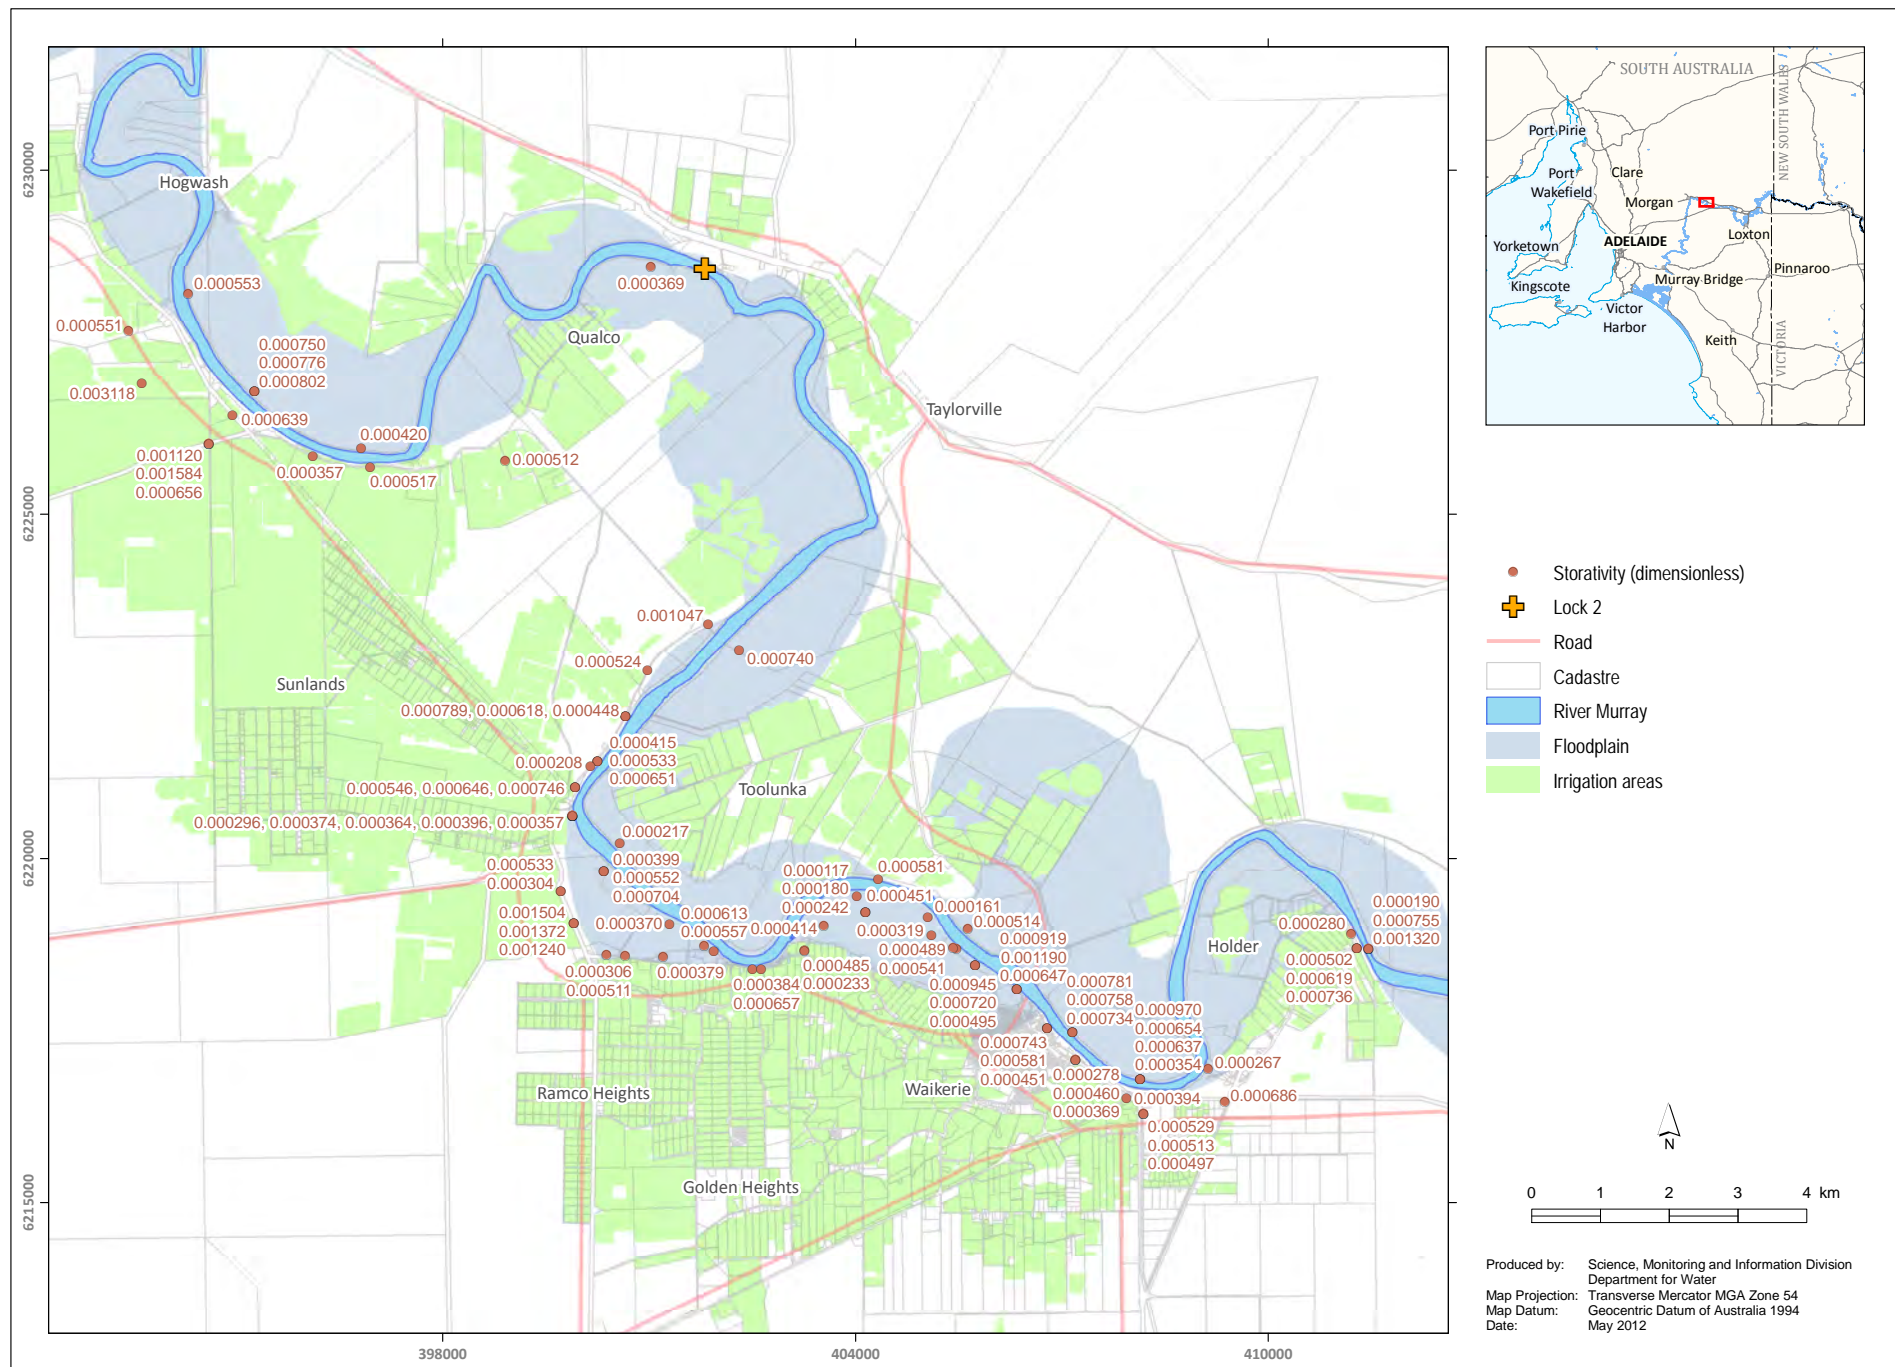 6230000
6225000
6220000
6215000
398000
404000
410000
Hogwash
Qualco
Taylorville
Sunlands
Toolunka
Holder
Ramco Heights
Waikerie
Golden Heights
0.000553
0.000551
0.000750
0.000776
0.000802
0.003118
0.000639
0.001120
0.001584
0.000656
0.000357
0.000420
0.000517
0.000512
0.000369
0.001047
0.000740
0.000524
0.000789, 0.000618, 0.000448
0.000415
0.000533
0.000651
0.000208
0.000546, 0.000646, 0.000746
0.000296, 0.000374, 0.000364, 0.000396, 0.000357
0.000217
0.000399
0.000552
0.000704
0.000533
0.000304
0.001504
0.001372
0.001240
0.000370
0.000613
0.000557
0.000306
0.000511
0.000379
0.000384
0.000657
0.000414
0.000485
0.000233
0.000117
0.000180
0.000242
0.000581
0.000451
0.000161
0.000319
0.000514
0.000489
0.000541
0.000919
0.001190
0.000647
0.000945
0.000720
0.000495
0.000781
0.000758
0.000734
0.000743
0.000581
0.000451
0.000970
0.000654
0.000637
0.000354
0.000278
0.000460
0.000369
0.000394
0.000529
0.000513
0.000497
0.000267
0.000686
0.000280
0.000190
0.000755
0.001320
0.000502
0.000619
0.000736
SOUTH AUSTRALIA
NEW SOUTH WALES
VICTORIA
Port Pirie
Port
Wakefield
Clare
Morgan
Loxton
Yorketown
ADELAIDE
Kingscote
Murray Bridge
Pinnaroo
Victor
Harbor
Keith
Storativity (dimensionless)
Lock 2
Road
Cadastre
River Murray
Floodplain
Irrigation areas
N
0 1 2 3 4 km
Produced by: Science, Monitoring and Information Division
Department for Water
Map Projection: Transverse Mercator MGA Zone 54
Map Datum: Geocentric Datum of Australia 1994
Date: May 2012